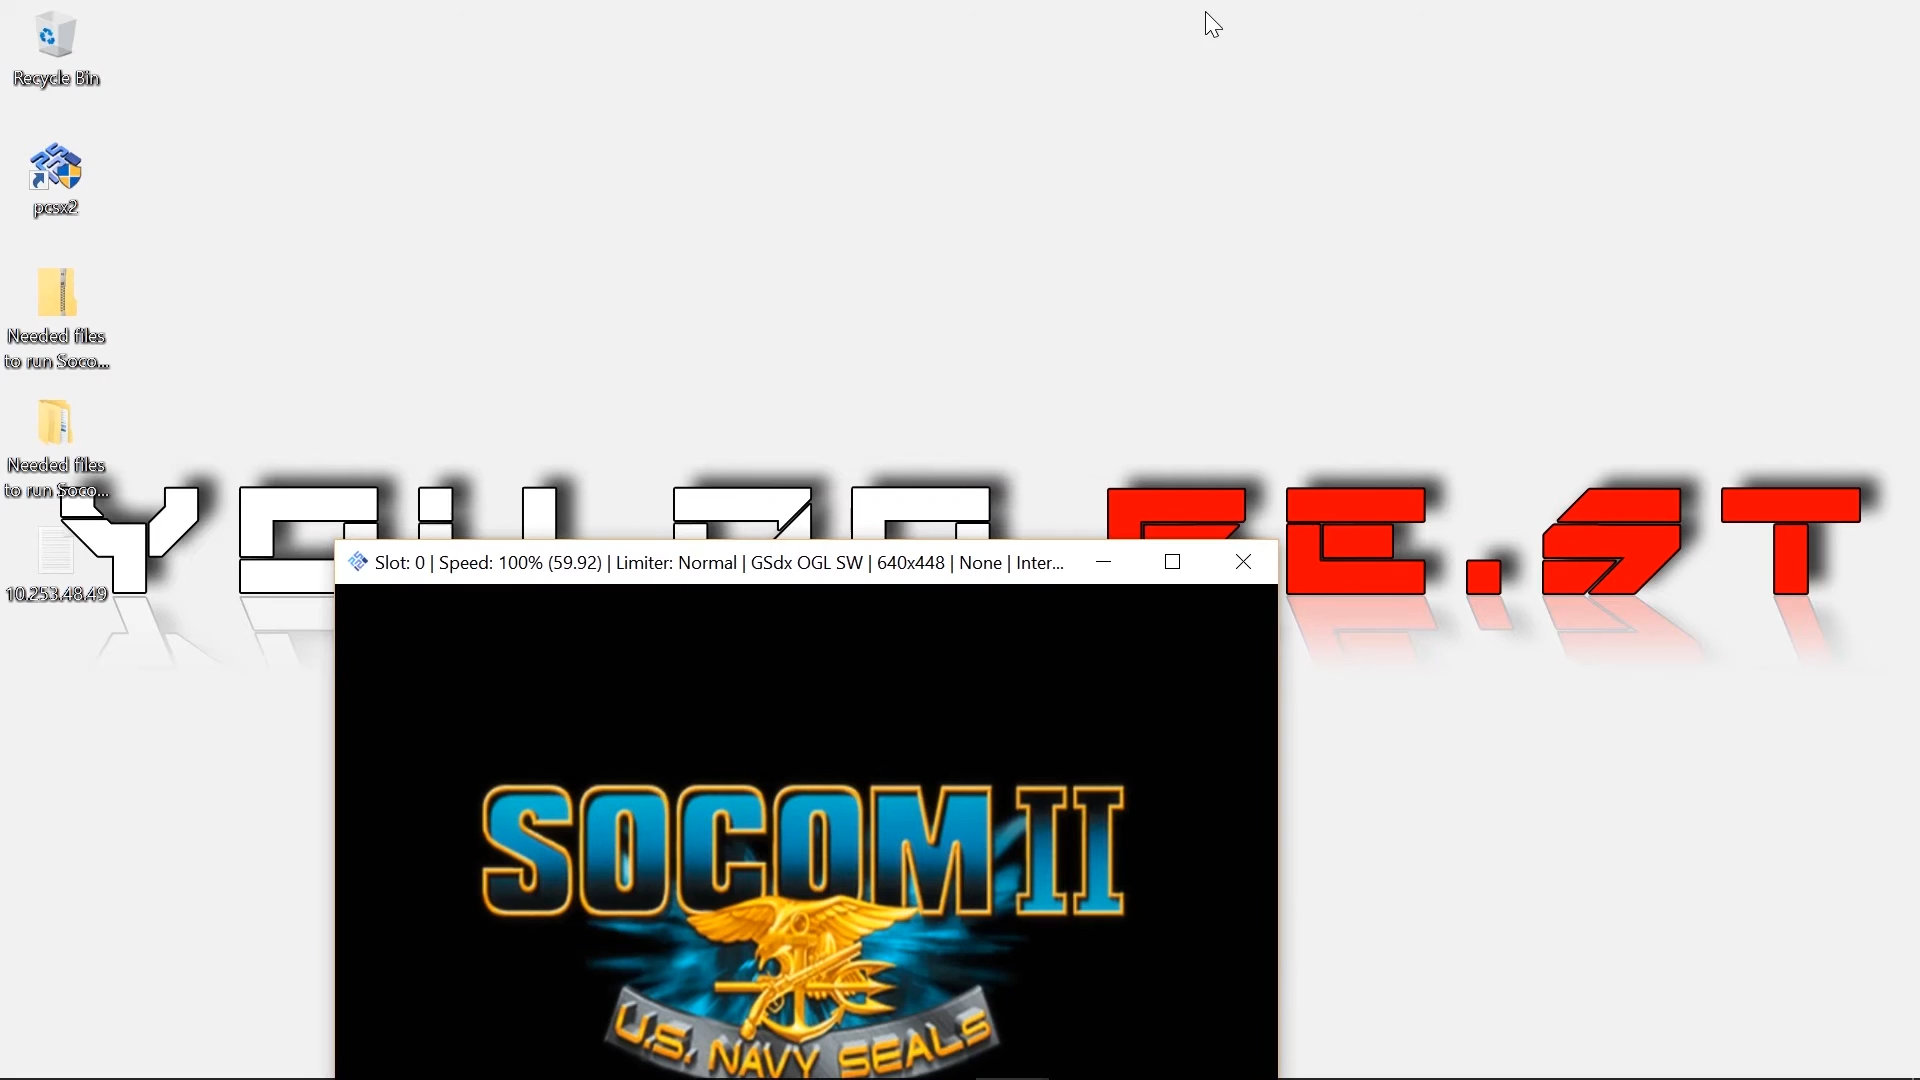 Recycle Bin
pcsx2
Needed files
to run Soco...
Needed files
to run Soco...
10.253.48.49
Slot: 0 | Speed: 100% (59.92) | Limiter: Normal | GSdx OGL SW | 640x448 | None | Inter...
SOCOM II
U.S. NAVY SEALS